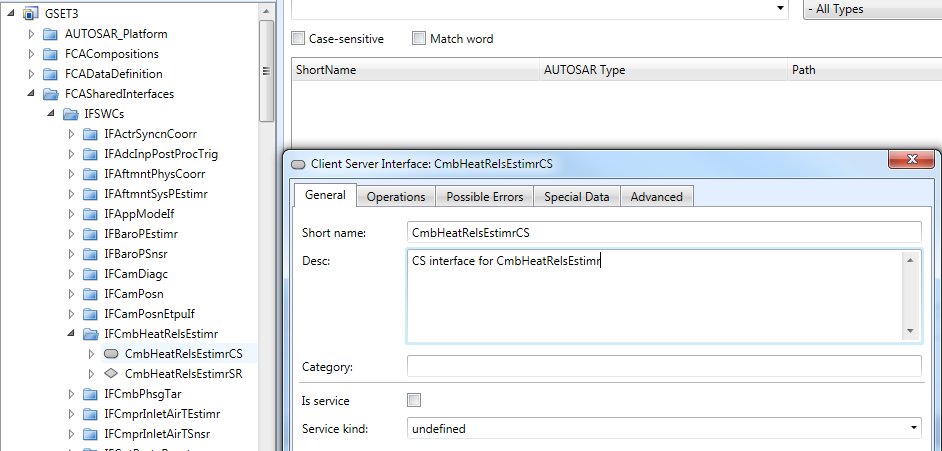 GSET3
AUTOSAR_Platform
FCACompositions
FCADataDefinition
FCASharedInterfaces
IFSWCs
IFActrSyncnCoorr
IFAdcInpPostProcTrig
IFAftmntPhysCoorr
IFAftmntSysPEstimr
IFAppModeIf
IFBaroPEstimr
IFBaroPSnsr
IFCamDiagc
IFCamPosn
IFCamPosnEtpuIf
IFCmbHeatRelsEstimr
CmbHeatRelsEstimrCS
CmbHeatRelsEstimrSR
IFCmbPhsgTar
IFCmprInletAirTEstimr
IFCmprInletAirTSnsr
- All Types
Case-sensitive Match word
ShortName AUTOSAR Type Path
Client Server Interface: CmbHeatRelsEstimrCS
General Operations Possible Errors Special Data Advanced
Short name: CmbHeatRelsEstimrCS
Desc: CS interface for CmbHeatRelsEstimr
Category:
Is service
Service kind: undefined